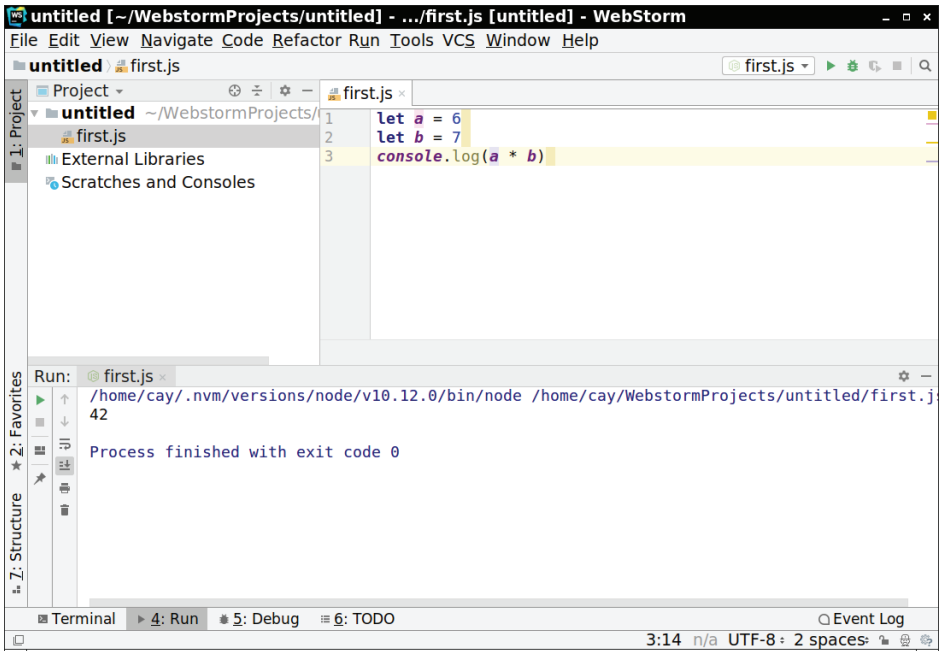 untitled [~/WebstormProjects/untitled] - .../first.js [untitled] - WebStorm
File Edit View Navigate Code Refactor Run Tools VCS Window Help
untitled first.js
first.js
1: Project
Project
first.js
untitled ~/WebstormProjects/u
first.js
External Libraries
Scratches and Consoles
1 let a = 6
2 let b = 7
3 console.log(a * b)
2: Favorites
7: Structure
Run: first.js
/home/cay/.nvm/versions/node/v10.12.0/bin/node /home/cay/WebstormProjects/untitled/first.js
42
Process finished with exit code 0
Terminal 4: Run 5: Debug 6: TODO Event Log
3:14 n/a UTF-8 2 spaces